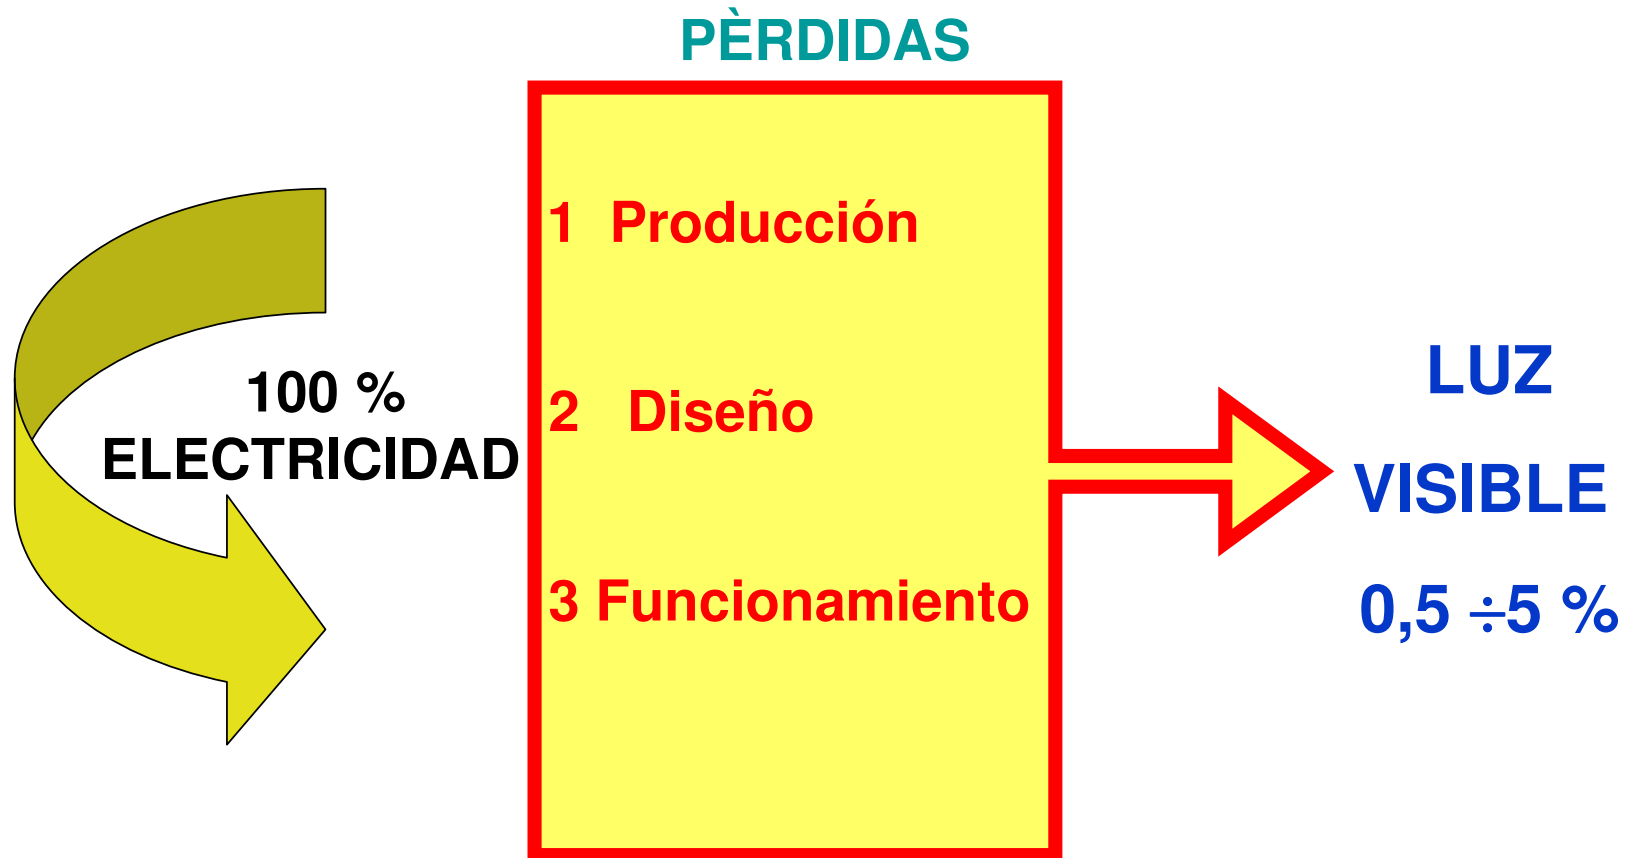 PÈRDIDAS
100 %
ELECTRICIDAD
1 Producción
2 Diseño
3 Funcionamiento
LUZ
VISIBLE
0,5 ÷5 %